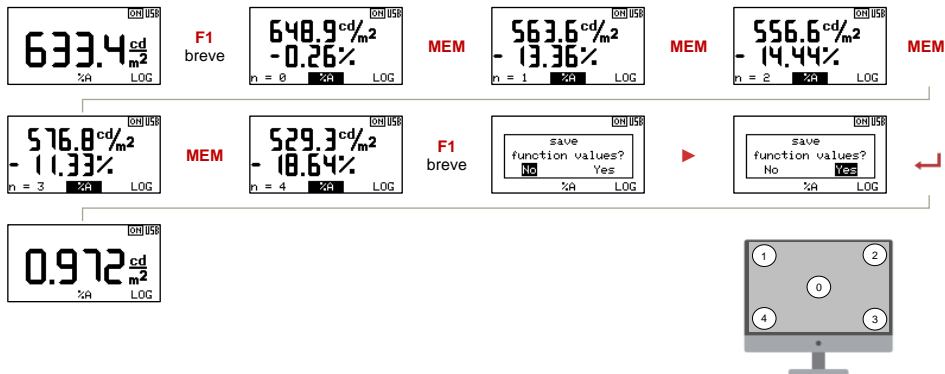 ON USB
633.4 cd/m2
%A LOG
F1
breve
ON USB
648.9 cd/m2
-0.26%
n = 0 %A LOG
MEM
ON USB
563.6 cd/m2
- 13.36%
n = 1 %A LOG
MEM
ON USB
556.6 cd/m2
- 14.44%
n = 2 %A LOG
MEM
ON USB
576.8 cd/m2
- 11.33%
n = 3 %A LOG
MEM
ON USB
529.3 cd/m2
- 18.64%
n = 4 %A LOG
F1
breve
ON USB
save
function values?
No Yes
%A LOG
ON USB
save
function values?
No Yes
%A LOG
ON USB
0.972 cd/m2
%A LOG
1 2
0
4 3